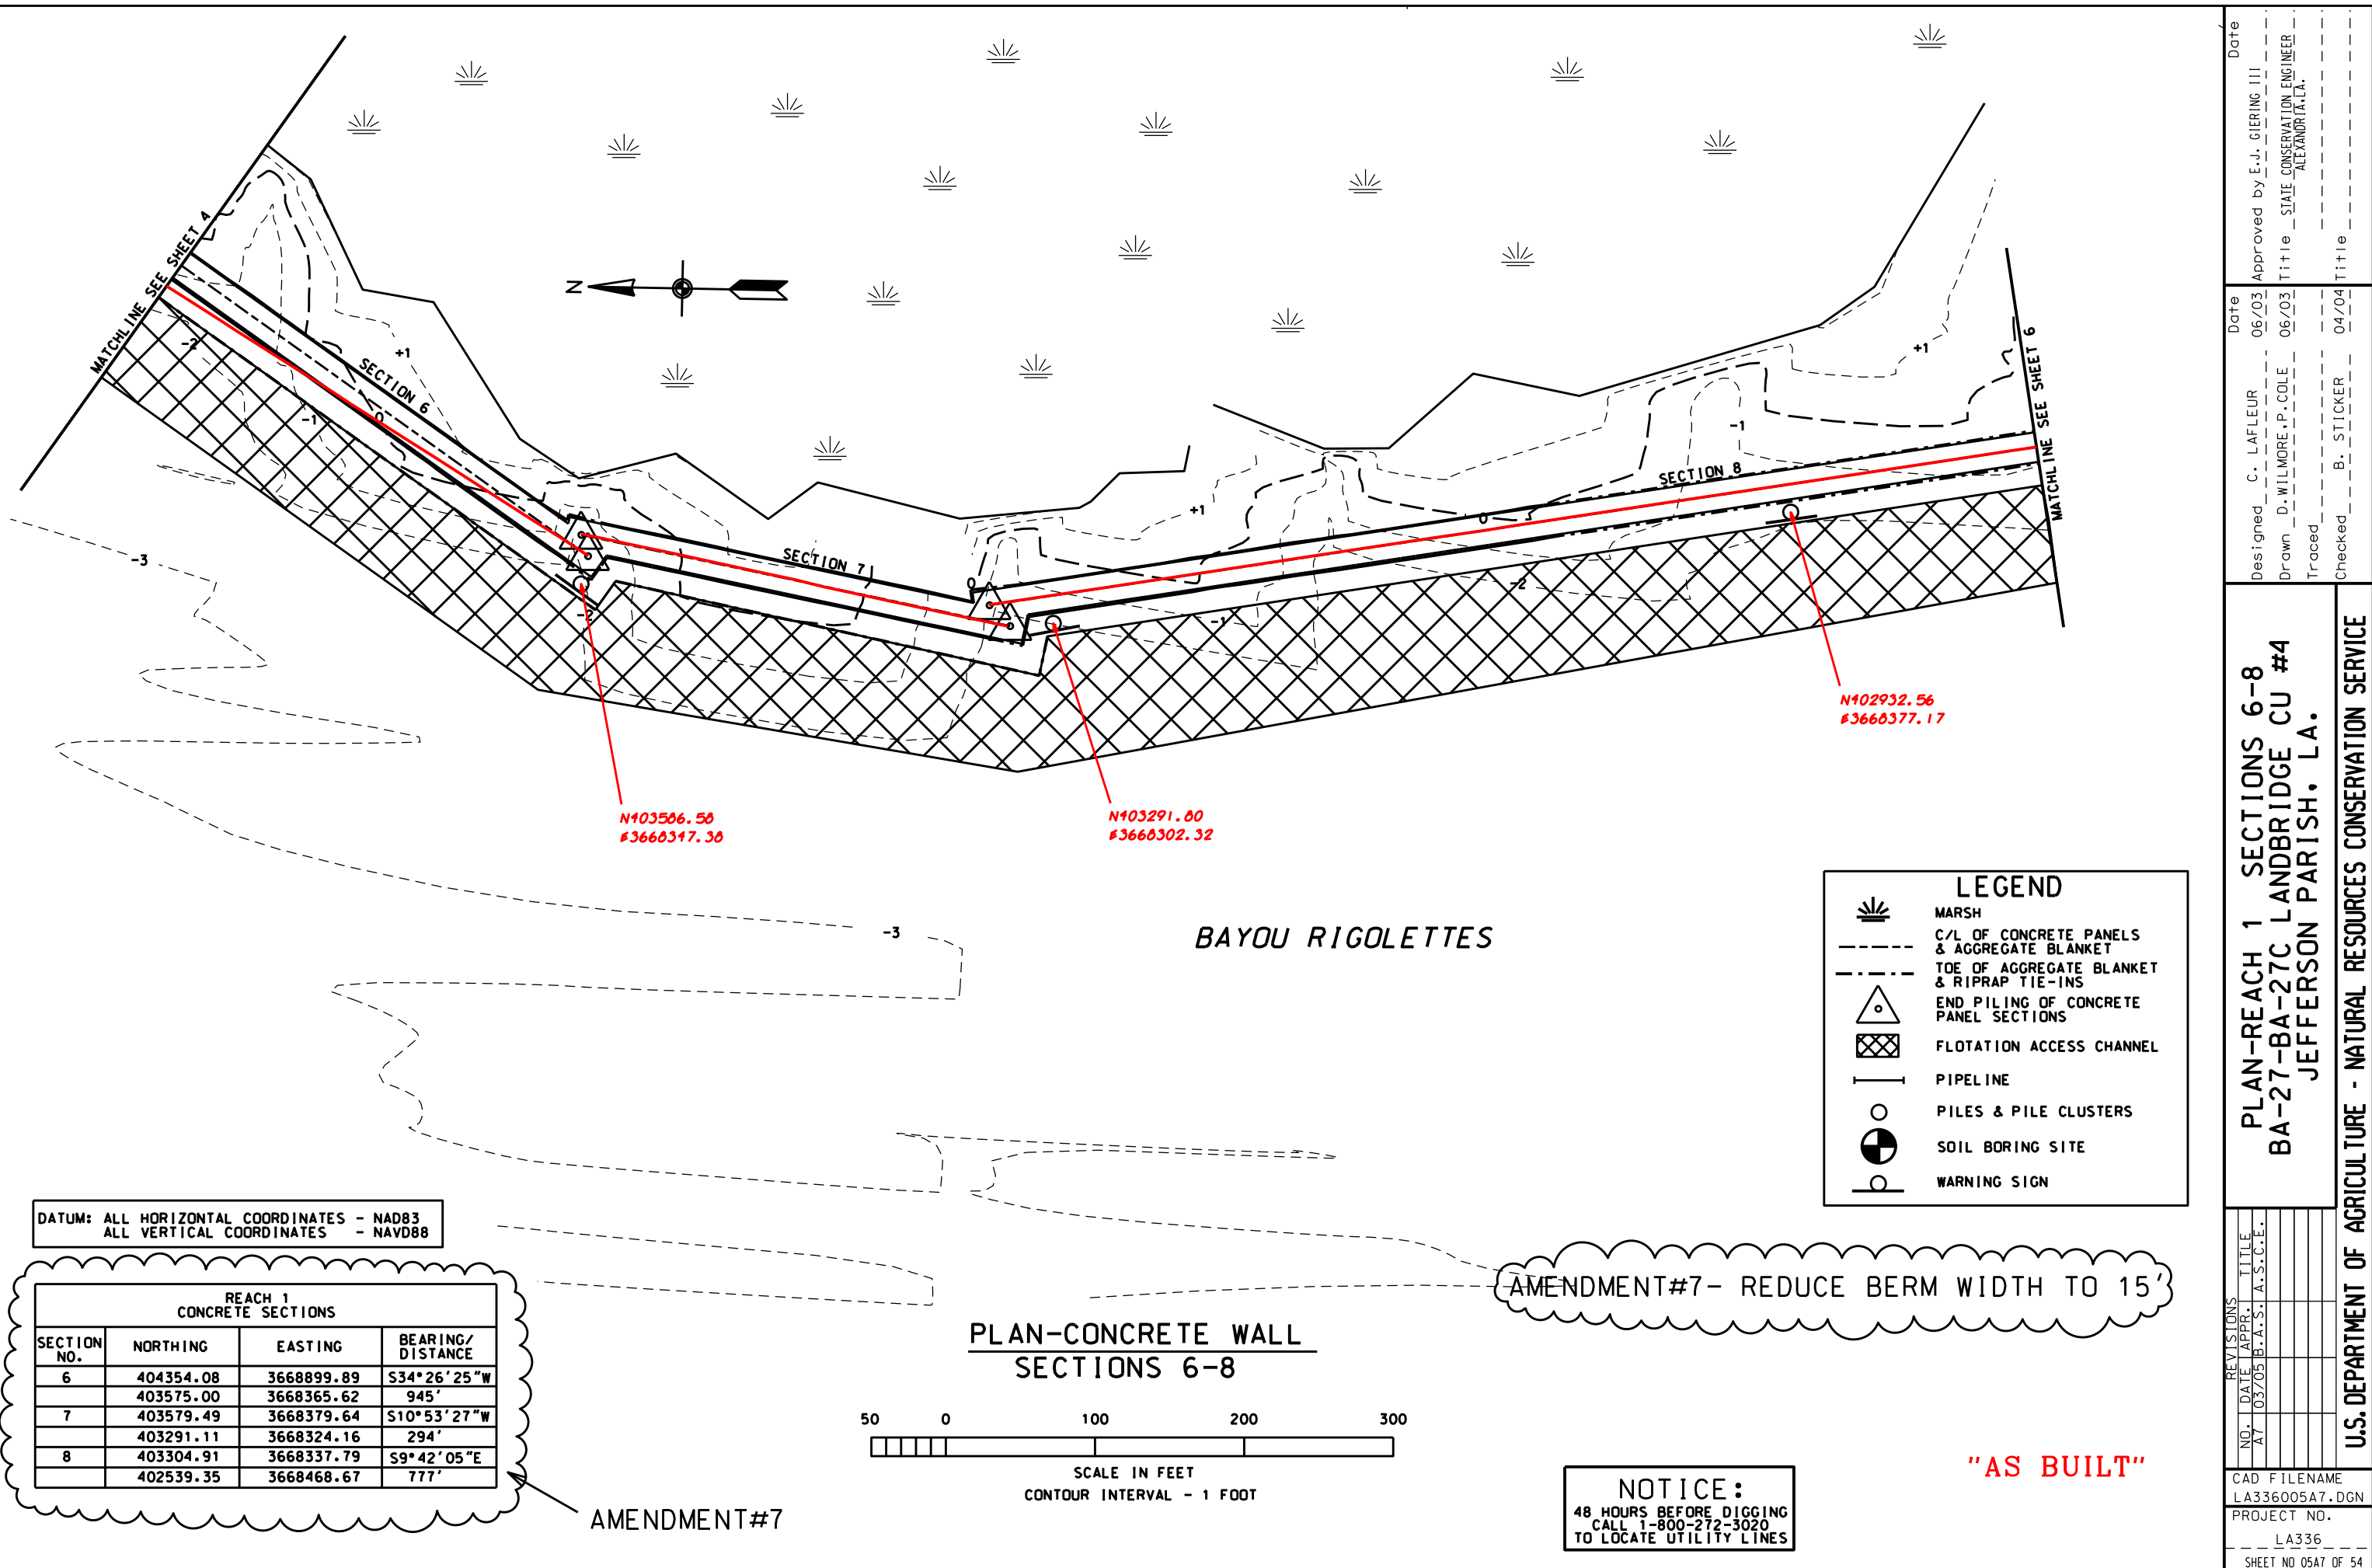 MATCHLINE SEE SHEET 4
N
SECTION 6
SECTION 7
SECTION 8
MATCHLINE SEE SHEET 6
-2
-1
0
+1
-3
-2
0
+1
-1
0
-2
-1
+1
-3
N403586.58
E3668347.38
N403291.80
E3668302.32
N402932.56
E3668377.17
BAYOU RIGOLETTES
LEGEND
MARSH
C/L OF CONCRETE PANELS
& AGGREGATE BLANKET
TOE OF AGGREGATE BLANKET
& RIPRAP TIE-INS
END PILING OF CONCRETE
PANEL SECTIONS
FLOTATION ACCESS CHANNEL
PIPELINE
PILES & PILE CLUSTERS
SOIL BORING SITE
WARNING SIGN
DATUM: ALL HORIZONTAL COORDINATES - NAD83
ALL VERTICAL COORDINATES - NAVD88
REACH 1
CONCRETE SECTIONS
SECTION NO. NORTHING EASTING BEARING/ DISTANCE
6 404354.08 3668899.89 S34°26'25"W
403575.00 3668365.62 945'
7 403579.49 3668379.64 S10°53'27"W
403291.11 3668324.16 294'
8 403304.91 3668337.79 S9°42'05"E
402539.35 3668468.67 777'
AMENDMENT#7
AMENDMENT#7- REDUCE BERM WIDTH TO 15'
PLAN-CONCRETE WALL
SECTIONS 6-8
50 0 100 200 300
SCALE IN FEET
CONTOUR INTERVAL - 1 FOOT
NOTICE:
48 HOURS BEFORE DIGGING
CALL 1-800-272-3020
TO LOCATE UTILITY LINES
"AS BUILT"
Date
Approved by E.J. GIERING III
Title STATE CONSERVATION ENGINEER
ALEXANDRIA,LA.
Title
Date
Designed C. LAFLEUR 06/03
Drawn D.WILMORE,P.COLE 06/03
Traced
Checked B. STICKER 04/04
PLAN-REACH 1 SECTIONS 6-8
BA-27-BA-27C LANDBRIDGE CU #4
JEFFERSON PARISH, LA.
U.S. DEPARTMENT OF AGRICULTURE - NATURAL RESOURCES CONSERVATION SERVICE
REVISIONS
NO. DATE APPR. TITLE
A7 03/05 B.A.S. A.S.C.E.
CAD FILENAME
LA336005A7.DGN
PROJECT NO.
LA336
SHEET NO 05A7 OF 54